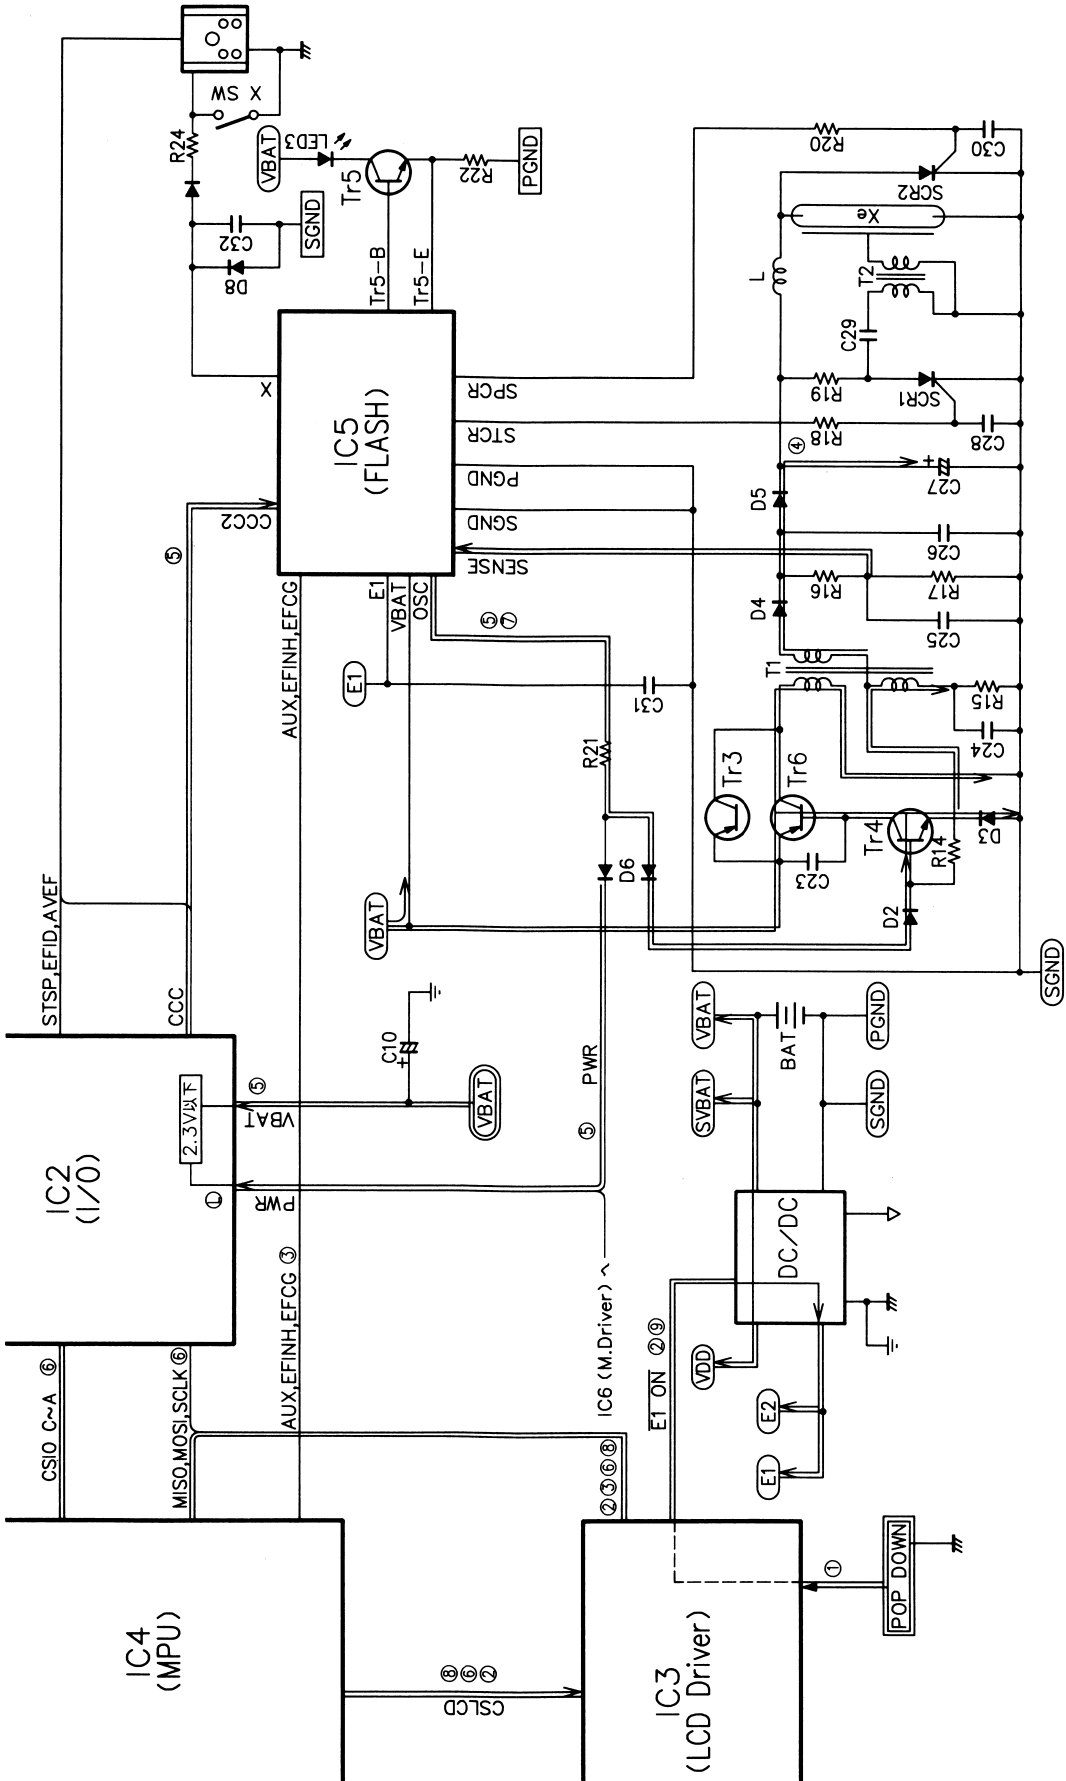 X SW
R24
VBAT
LED3
Tr5
R22
PGND
C32
SGND
D8
Tr5-B
Tr5-E
X
IC5
(FLASH)
CCC2
SPCR
STCR
PGND
SGND
SENSE
E1
VBAT
OSC
AUX,EFINH,EFCG
⑤
⑤⑦
R20
C30
SCR2
Xe
L
T2
C29
R19
SCR1
R18
C28
④
C27
D5
C26
R16
R17
D4
C25
T1
R15
C24
E1
C31
R21
Tr3
Tr6
Tr4
D3
R14
D6
C23
D2
VBAT
SGND
STSP,EFID,AVEF
CCC
C10
2.3V以下
⑤
VBAT
VBAT
IC2
(I/O)
Ⓛ
PWR
⑤
PWR
VBAT
SVBAT
BAT
PGND
SGND
DC/DC
IC6 (M.Driver) へ
E1 ON ②⑨
VDD
E2
E1
CSIO C~A ⑥
MISO,MOSI,SCLK ⑥
AUX,EFINH,EFCG ③
②③⑥⑧
IC4
(MPU)
⑧⑥②
CSLCD
IC3
(LCD Driver)
①
POP DOWN